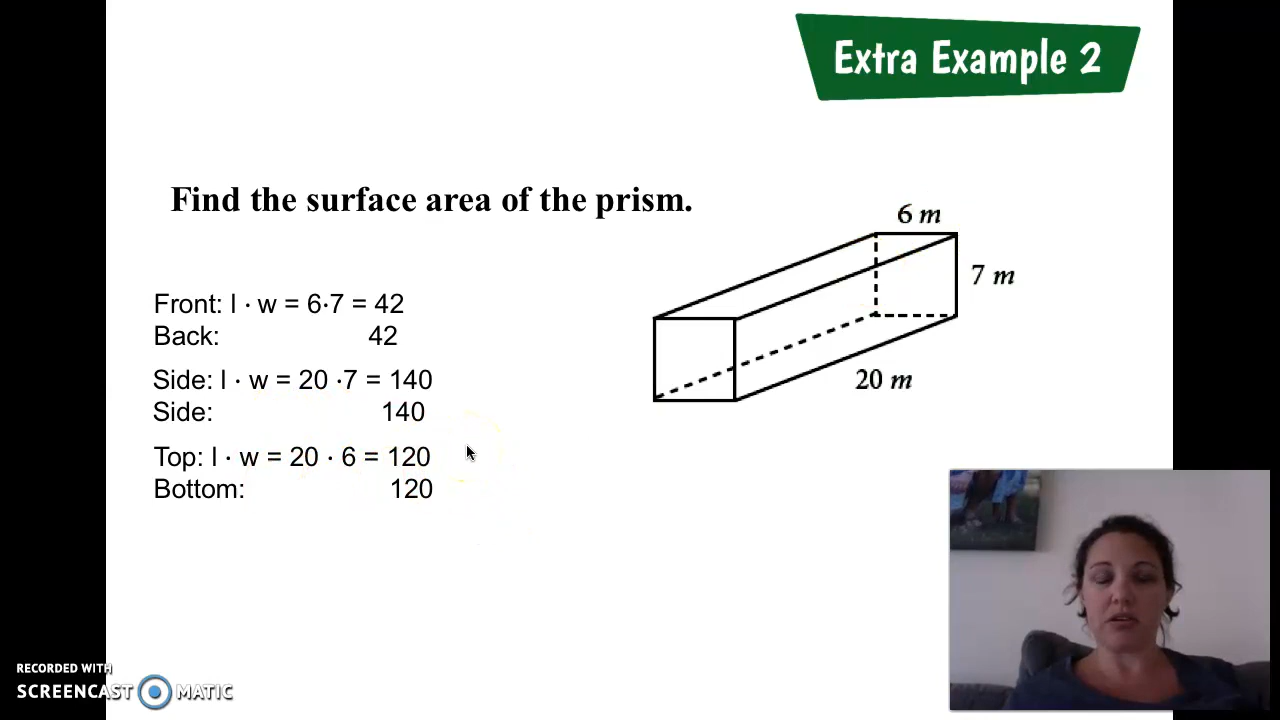 Extra Example 2
Find the surface area of the prism.
6 m
7 m
20 m
Front: l · w = 6·7 = 42
Back: 42
Side: l · w = 20 ·7 = 140
Side: 140
Top: l · w = 20 · 6 = 120
Bottom: 120
RECORDED WITH
SCREENCAST MATIC